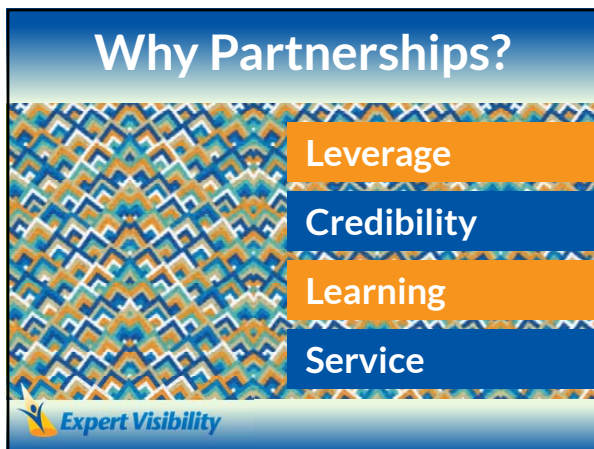 Why Partnerships?
Leverage
Credibility
Learning
Service
Expert Visibility